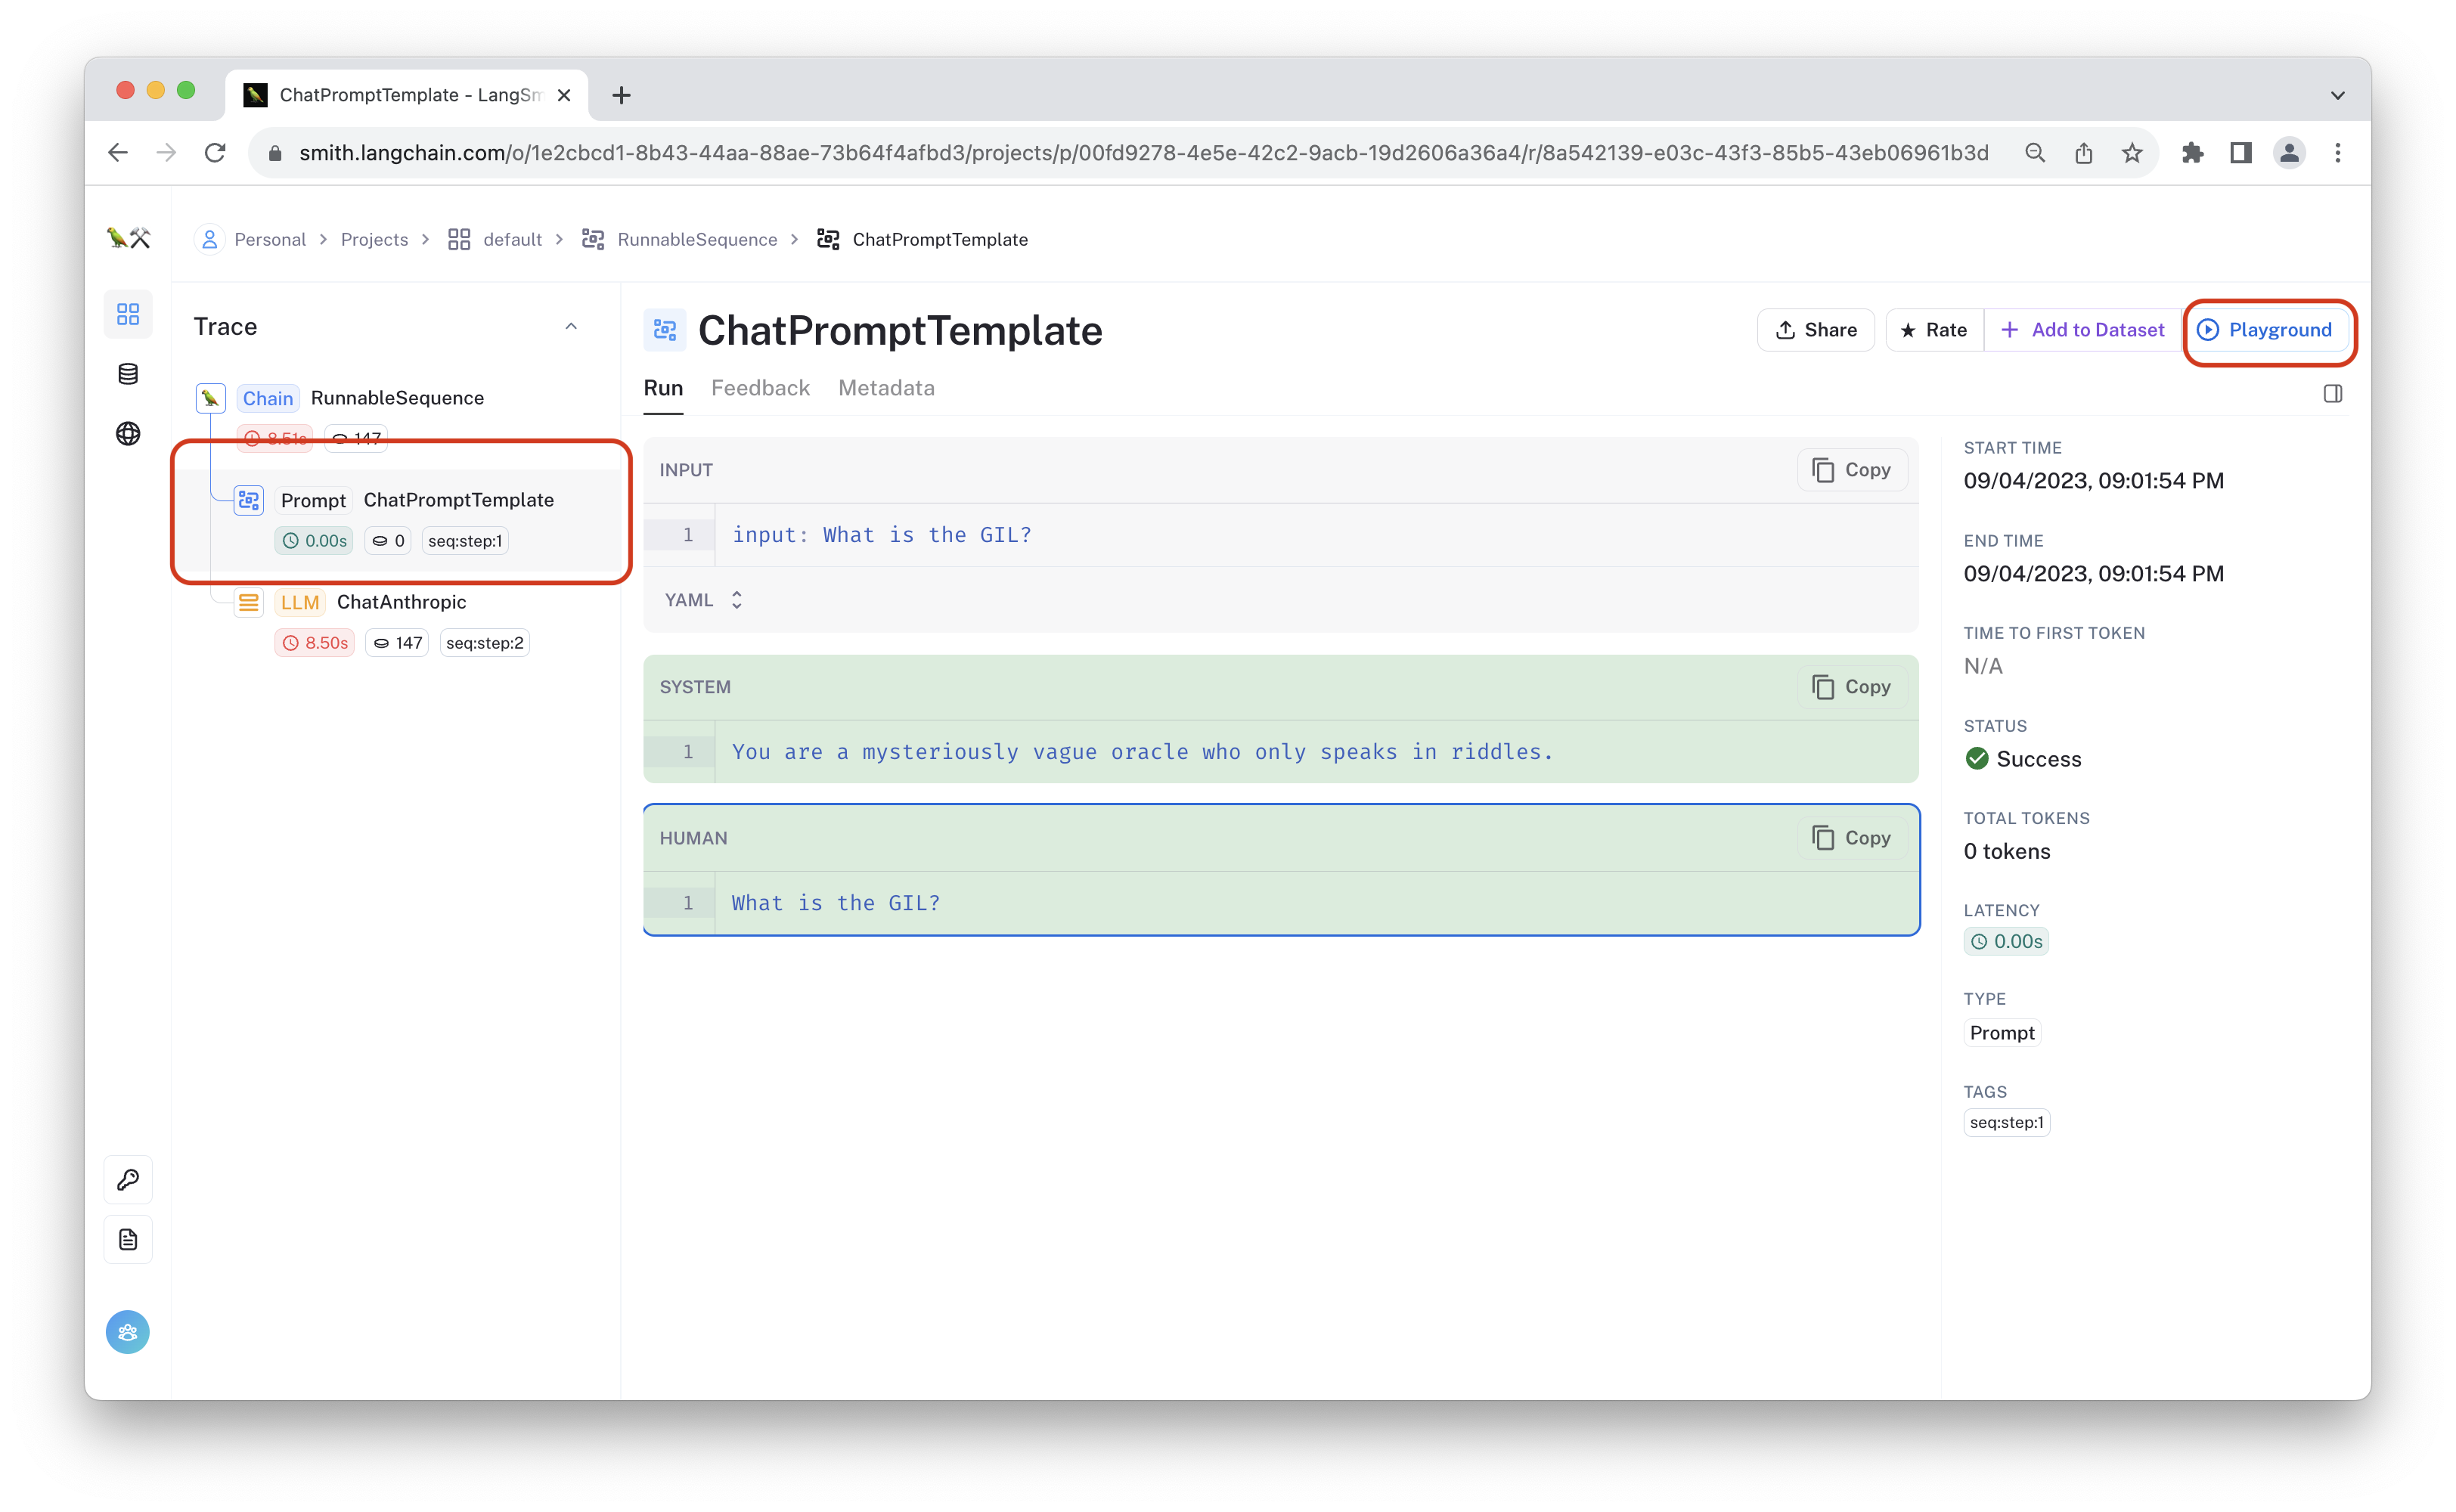 ChatPromptTemplate - LangSm
smith.langchain.com/o/1e2cbcd1-8b43-44aa-88ae-73b64f4afbd3/projects/p/00fd9278-4e5e-42c2-9acb-19d2606a36a4/r/8a542139-e03c-43f3-85b5-43eb06961b3d
Personal > Projects > default > RunnableSequence > ChatPromptTemplate
Trace
Chain RunnableSequence
8.51s 147
Prompt ChatPromptTemplate
0.00s 0 seq:step:1
LLM ChatAnthropic
8.50s 147 seq:step:2
ChatPromptTemplate
Share Rate + Add to Dataset Playground
Run Feedback Metadata
INPUT Copy
1 input: What is the GIL?
YAML
SYSTEM Copy
1 You are a mysteriously vague oracle who only speaks in riddles.
HUMAN Copy
1 What is the GIL?
START TIME
09/04/2023, 09:01:54 PM
END TIME
09/04/2023, 09:01:54 PM
TIME TO FIRST TOKEN
N/A
STATUS
Success
TOTAL TOKENS
0 tokens
LATENCY
0.00s
TYPE
Prompt
TAGS
seq:step:1